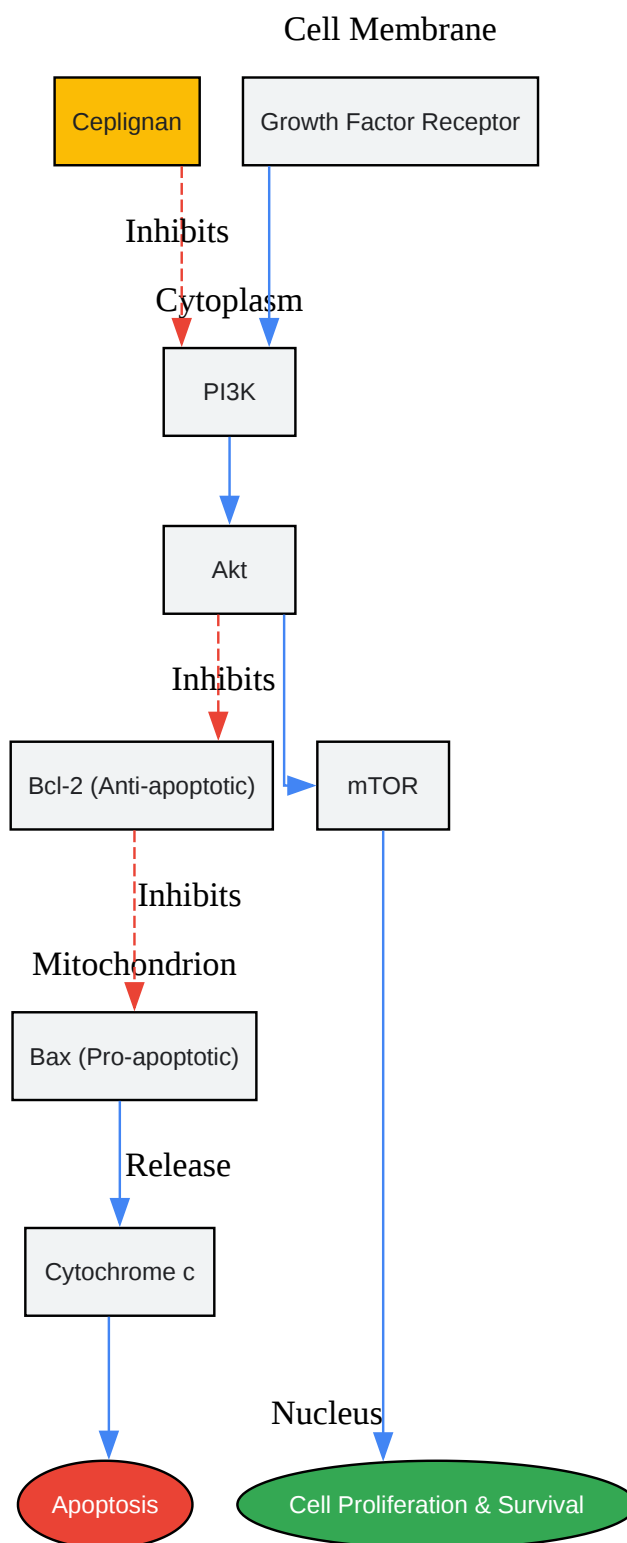 Cell Membrane
Ceplignan
Growth Factor Receptor
Inhibits
Cytoplasm
PI3K
Akt
Inhibits
Bcl-2 (Anti-apoptotic)
mTOR
Inhibits
Mitochondrion
Bax (Pro-apoptotic)
Release
Cytochrome c
Nucleus
Apoptosis
Cell Proliferation & Survival